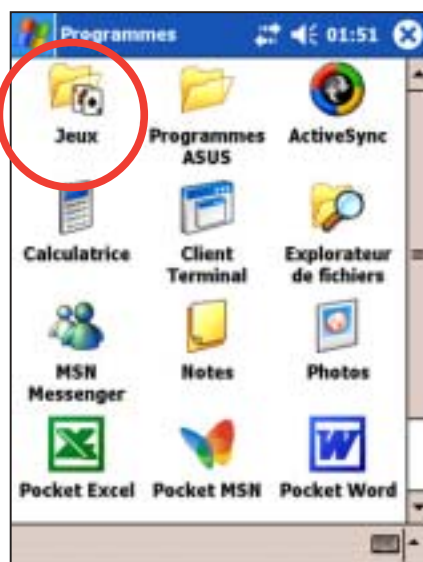 Programmes 01:51
Jeux Programmes ASUS ActiveSync
Calculatrice Client Terminal Explorateur de fichiers
MSN Messenger Notes Photos
Pocket Excel Pocket MSN Pocket Word